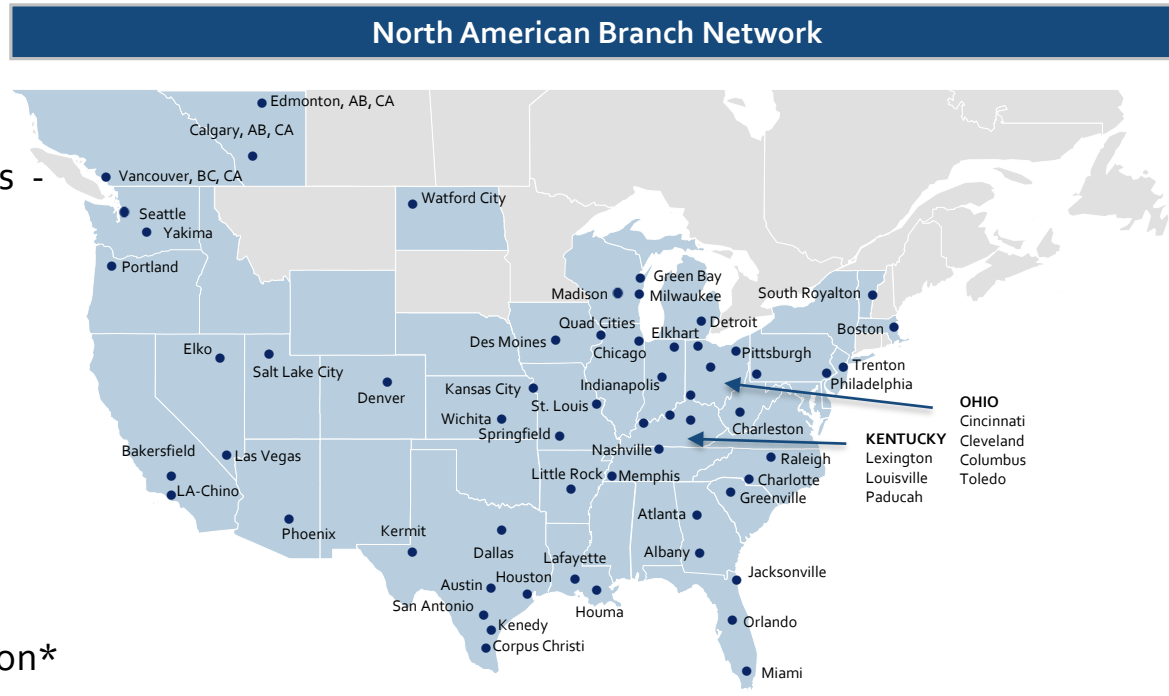 North American Branch Network
Edmonton, AB, CA
Calgary, AB, CA
s -
Vancouver, BC, CA
Watford City
Seattle
Yakima
Portland
Green Bay
Madison
Milwaukee
South Royalton
Quad Cities
Detroit
Elkhart
Boston
Des Moines
Elko
Chicago
Pittsburgh
Salt Lake City
Trenton
Indianapolis
Philadelphia
Kansas City
Denver
St. Louis
OHIO
Wichita
Cincinnati
Charleston
Springfield
KENTUCKY
Cleveland
Bakersfield
Nashville
Las Vegas
Raleigh
Lexington
Columbus
Little Rock
Memphis
Louisville
Toledo
LA-Chino
Charlotte
Paducah
Greenville
Atlanta
Phoenix
Kermit
Dallas
Albany
Lafayette
Jacksonville
Houston
Austin
San Antonio
Houma
Orlando
Kenedy
Corpus Christi
on*
Miami